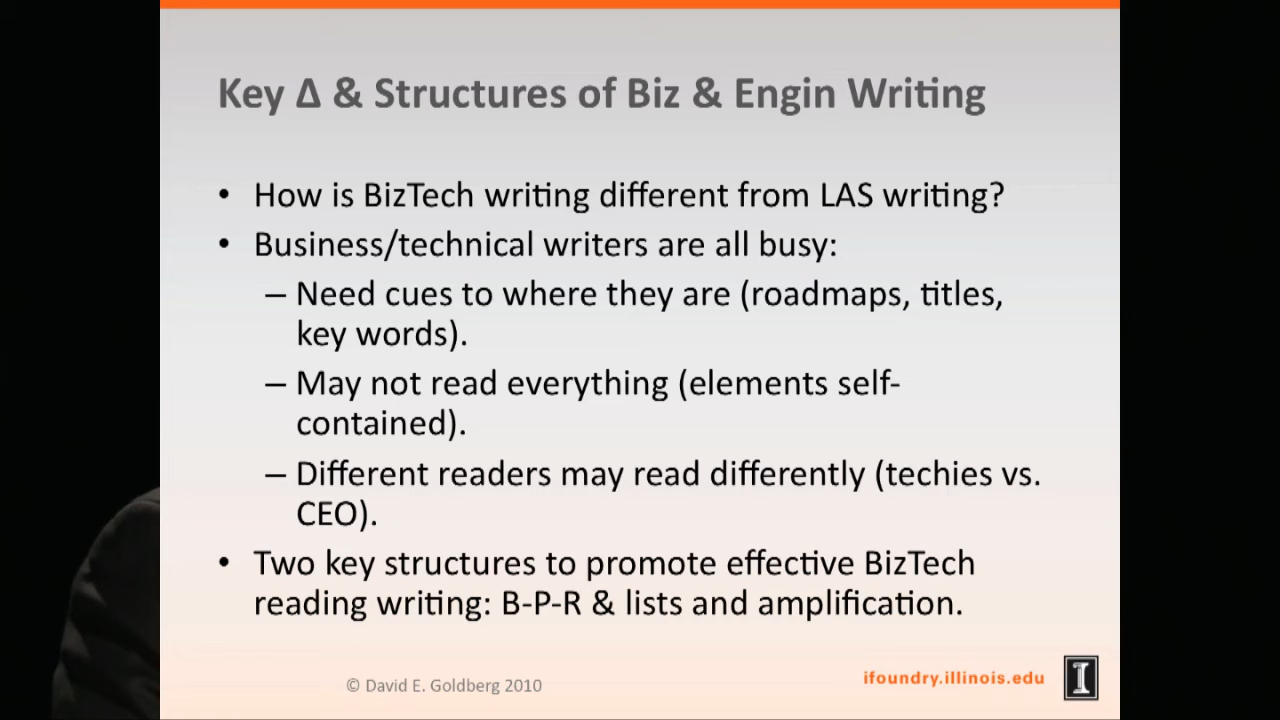 Key Δ & Structures of Biz & Engin Writing
• How is BizTech writing different from LAS writing?
• Business/technical writers are all busy:
– Need cues to where they are (roadmaps, titles,
key words).
– May not read everything (elements self-
contained).
– Different readers may read differently (techies vs.
CEO).
• Two key structures to promote effective BizTech
reading writing: B-P-R & lists and amplification.
© David E. Goldberg 2010
ifoundry.illinois.edu
I